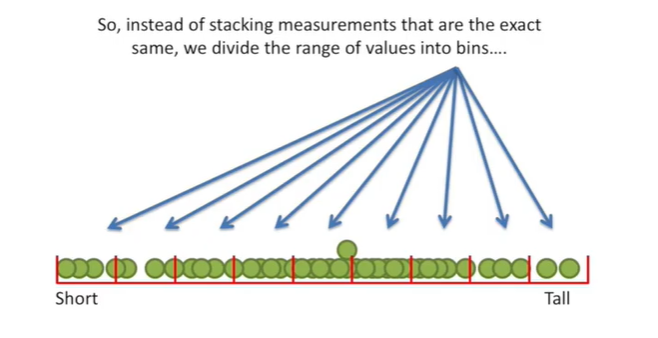 So, instead of stacking measurements that are the exact
same, we divide the range of values into bins....
Short
Tall